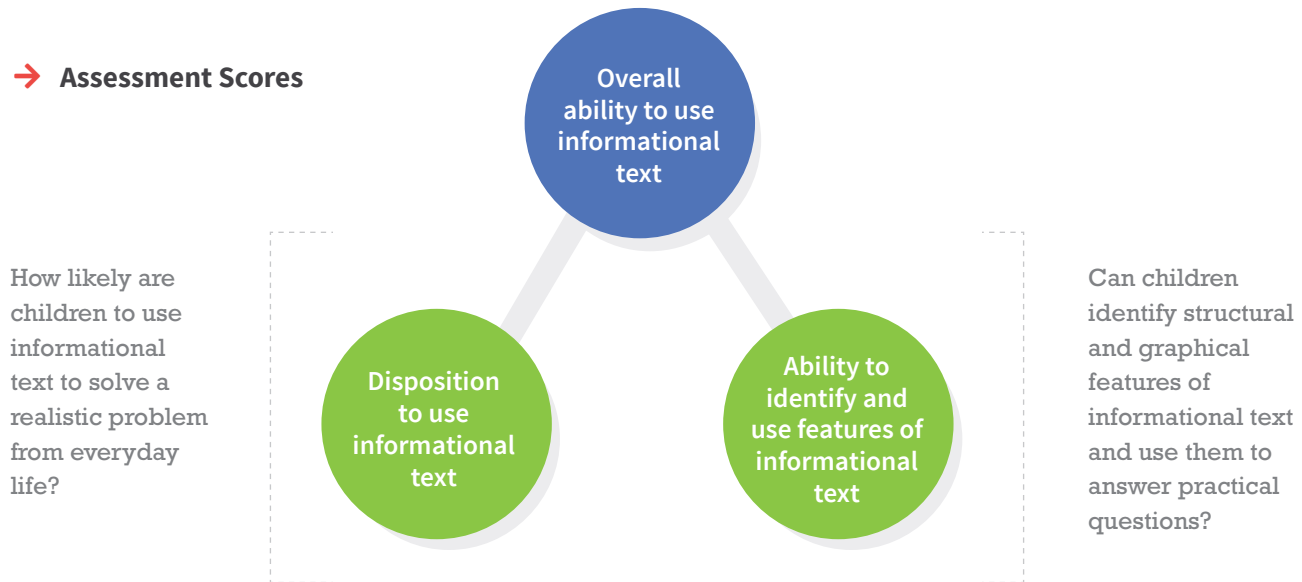 Assessment Scores
Overall
ability to use
informational
text
How likely are
children to use
informational
text to solve a
realistic problem
from everyday
life?
Disposition
to use
informational
text
Ability to
identify and
use features of
informational
text
Can children
identify structural
and graphical
features of
informational text
and use them to
answer practical
questions?